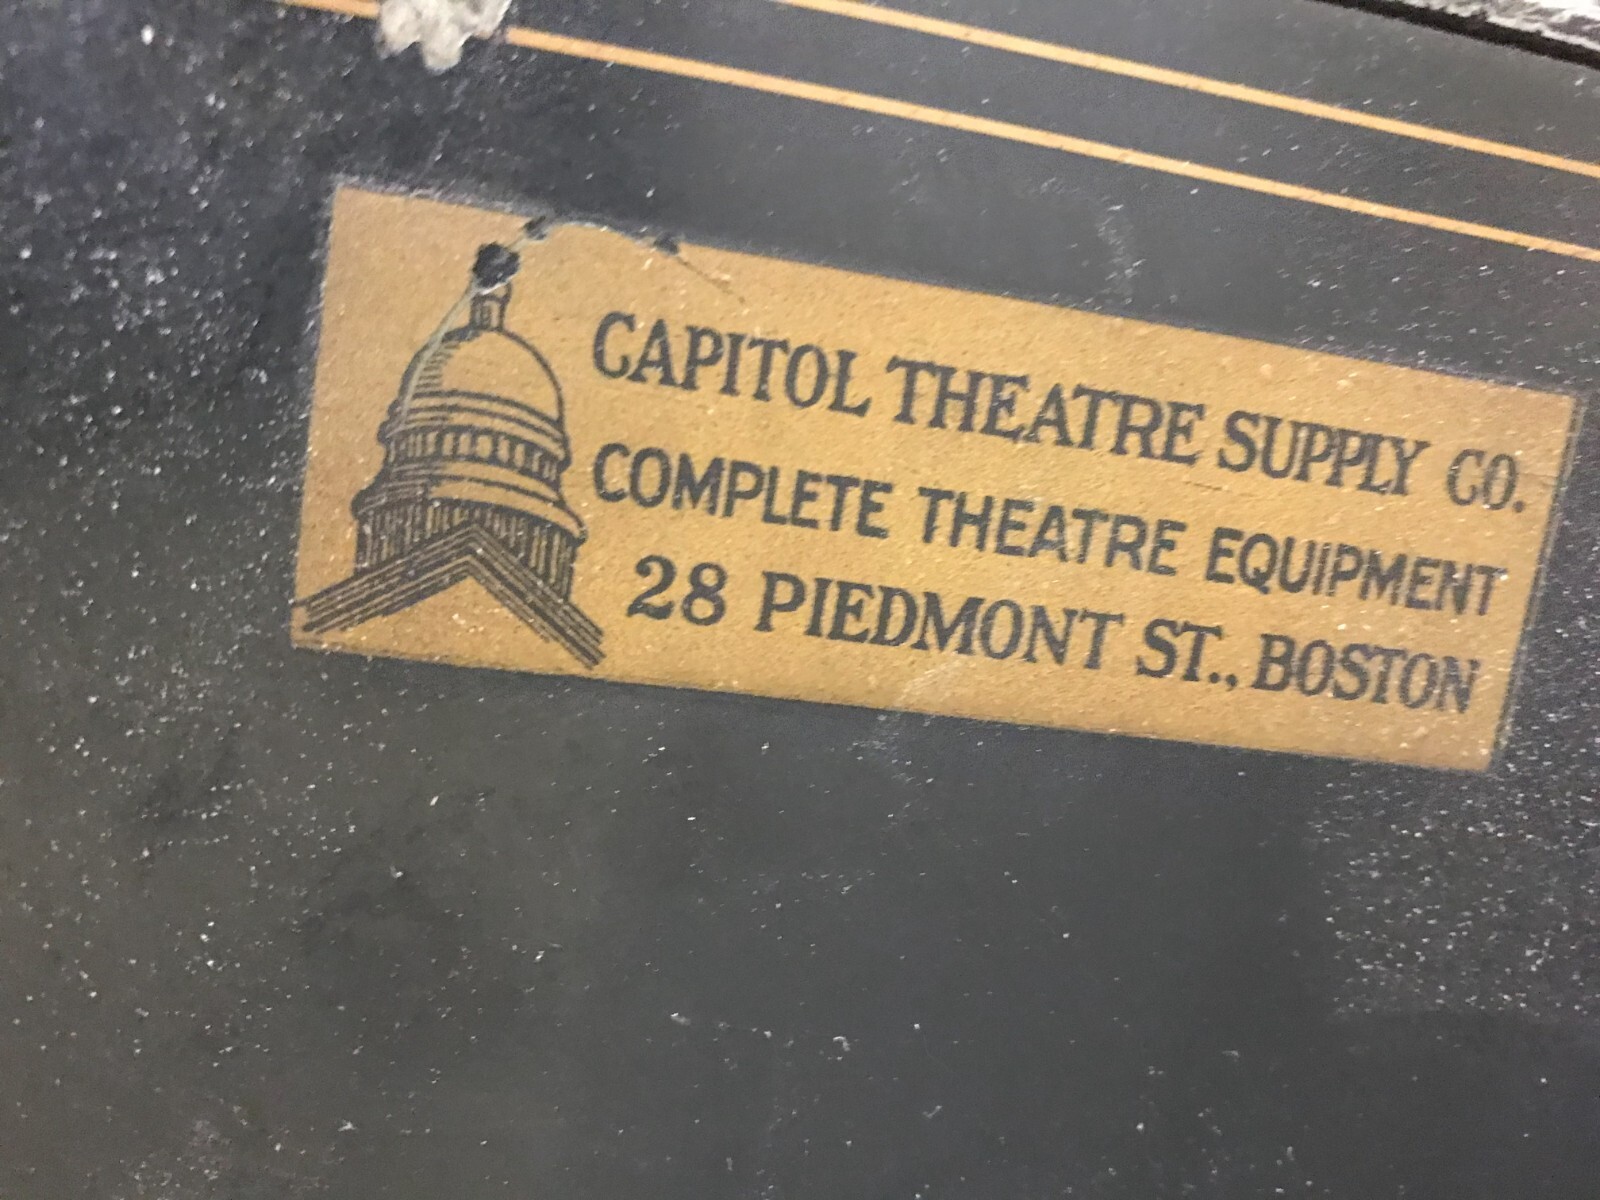 CAPITOL THEATRE SUPPLY CO.
COMPLETE THEATRE EQUIPMENT
28 PIEDMONT ST., BOSTON